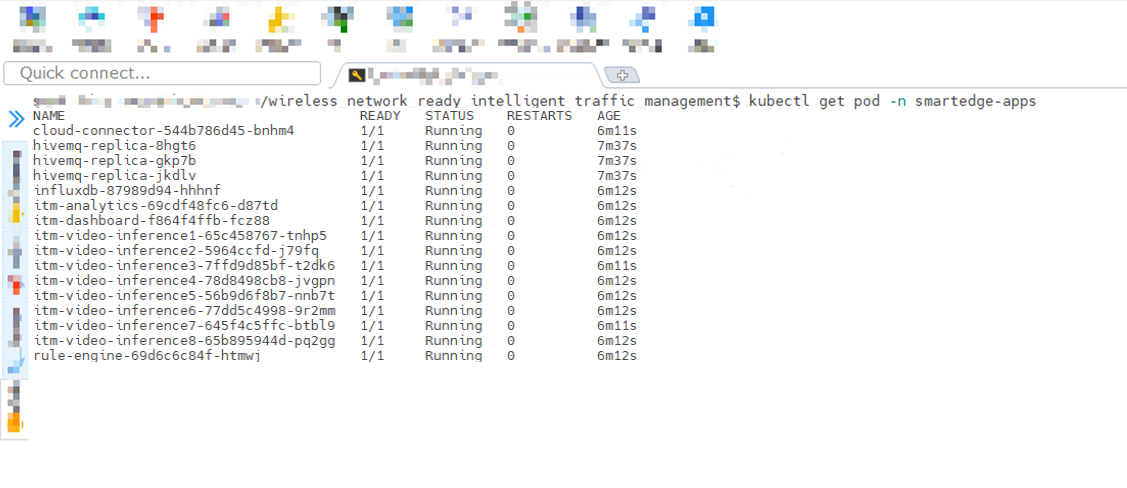 Quick connect...
/wireless_network_ready_intelligent_traffic_management$ kubectl get pod -n smartedge-apps
NAME READY STATUS RESTARTS AGE
cloud-connector-544b786d45-bnhm4 1/1 Running 0 6m11s
hivemq-replica-8hgt6 1/1 Running 0 7m37s
hivemq-replica-gkp7b 1/1 Running 0 7m37s
hivemq-replica-jkdlv 1/1 Running 0 7m37s
influxdb-87989d94-hhhnf 1/1 Running 0 6m12s
itm-analytics-69cdf48fc6-d87td 1/1 Running 0 6m12s
itm-dashboard-f864f4ffb-fcz88 1/1 Running 0 6m12s
itm-video-inference1-65c458767-tnhp5 1/1 Running 0 6m12s
itm-video-inference2-5964ccfd-j79fq 1/1 Running 0 6m12s
itm-video-inference3-7ffd9d85bf-t2dk6 1/1 Running 0 6m11s
itm-video-inference4-78d8498cb8-jvgpn 1/1 Running 0 6m12s
itm-video-inference5-56b9d6f8b7-nnb7t 1/1 Running 0 6m12s
itm-video-inference6-77dd5c4998-9r2mm 1/1 Running 0 6m12s
itm-video-inference7-645f4c5ffc-btbl9 1/1 Running 0 6m11s
itm-video-inference8-65b895944d-pq2gg 1/1 Running 0 6m12s
rule-engine-69d6c6c84f-htmwj 1/1 Running 0 6m12s